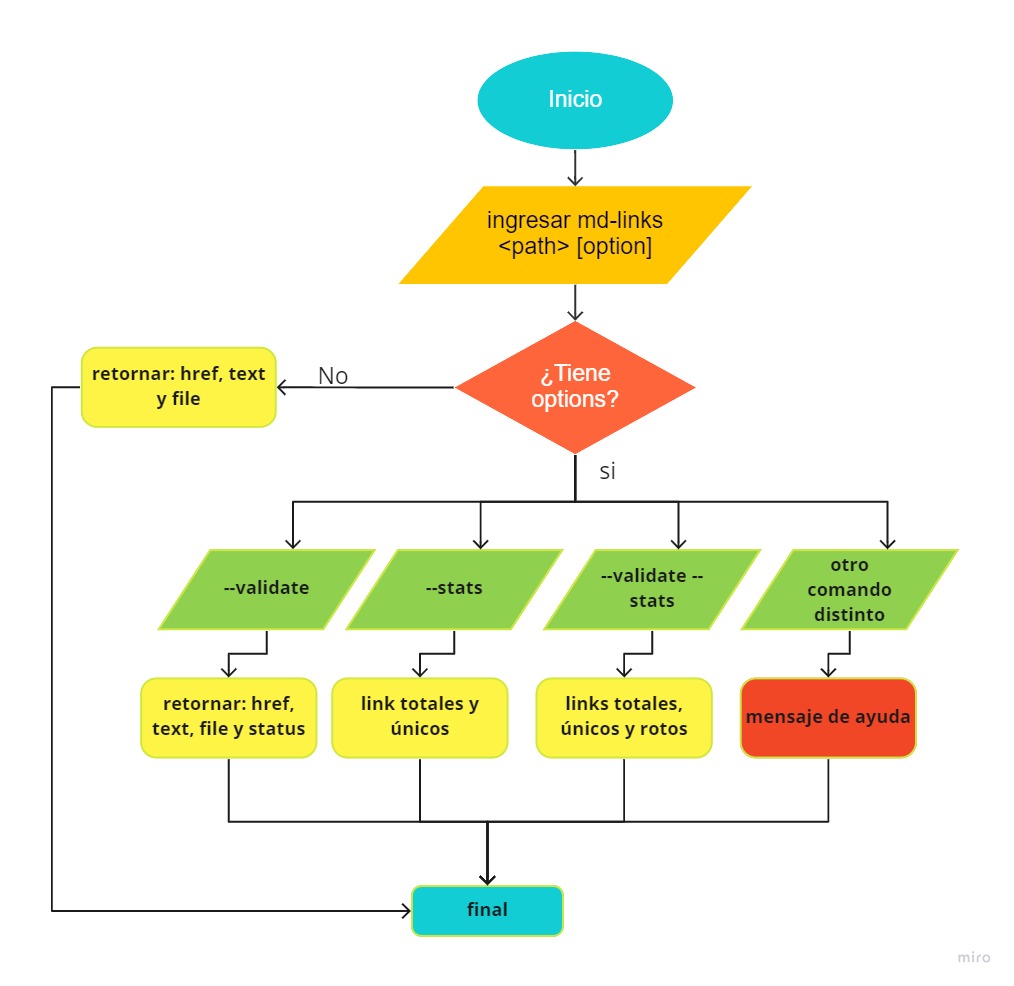 Inicio
ingresar md-links
<path> [option]
¿Tiene
options?
No
retornar: href, text
y file
si
--validate
--stats
--validate --
stats
otro
comando
distinto
retornar: href,
text, file y status
link totales y
únicos
links totales,
únicos y rotos
mensaje de ayuda
final
miro